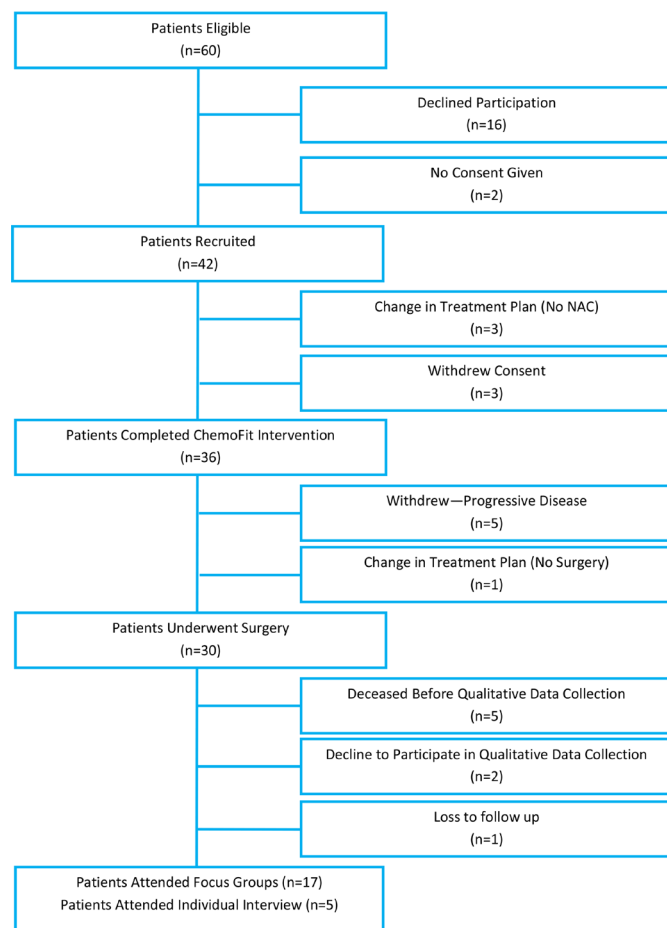 Patients Eligible
(n=60)
Declined Participation
(n=16)
No Consent Given
(n=2)
Patients Recruited
(n=42)
Change in Treatment Plan (No NAC)
(n=3)
Withdrew Consent
(n=3)
Patients Completed ChemoFit Intervention
(n=36)
Withdrew—Progressive Disease
(n=5)
Change in Treatment Plan (No Surgery)
(n=1)
Patients Underwent Surgery
(n=30)
Deceased Before Qualitative Data Collection
(n=5)
Decline to Participate in Qualitative Data Collection
(n=2)
Loss to follow up
(n=1)
Patients Attended Focus Groups (n=17)
Patients Attended Individual Interview (n=5)